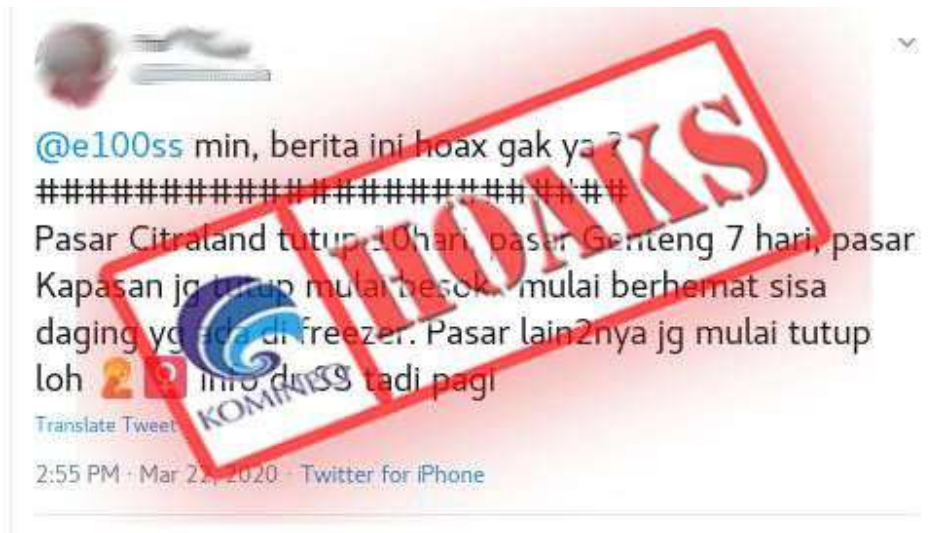 @e100ss min, berita ini hoax gak ya ?
########################
Pasar Citraland tutup 10hari, pasar Genteng 7 hari, pasar
Kapasan jg tutup mulai besok.. mulai berhemat sisa
daging yg ada di freezer. Pasar lain2nya jg mulai tutup
loh info dr SS tadi pagi
Translate Tweet
2:55 PM · Mar 22, 2020 · Twitter for iPhone
HOAKS
KOMINFO